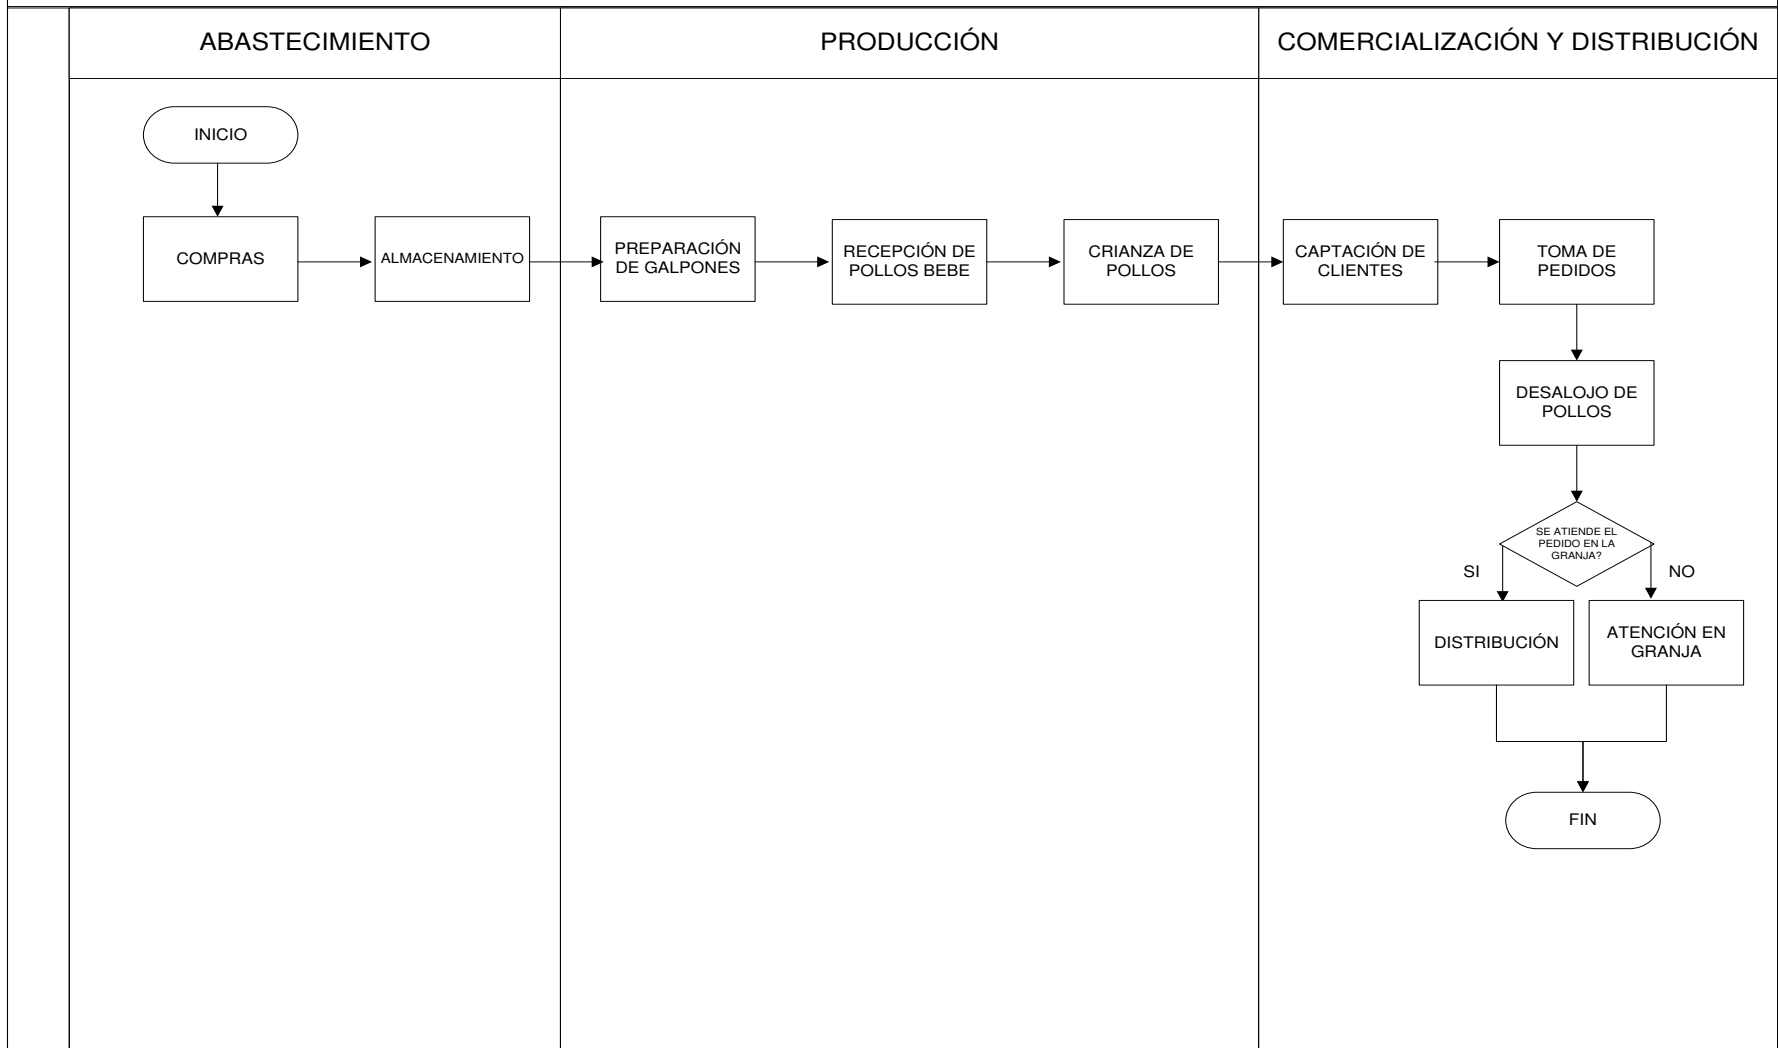 ABASTECIMIENTO
PRODUCCIÓN
COMERCIALIZACIÓN Y DISTRIBUCIÓN
INICIO
COMPRAS
ALMACENAMIENTO
PREPARACIÓN
DE GALPONES
RECEPCIÓN DE
POLLOS BEBE
CRIANZA DE
POLLOS
CAPTACIÓN DE
CLIENTES
TOMA DE
PEDIDOS
DESALOJO DE
POLLOS
SE ATIENDE EL
PEDIDO EN LA
GRANJA?
SI
NO
DISTRIBUCIÓN
ATENCIÓN EN
GRANJA
FIN